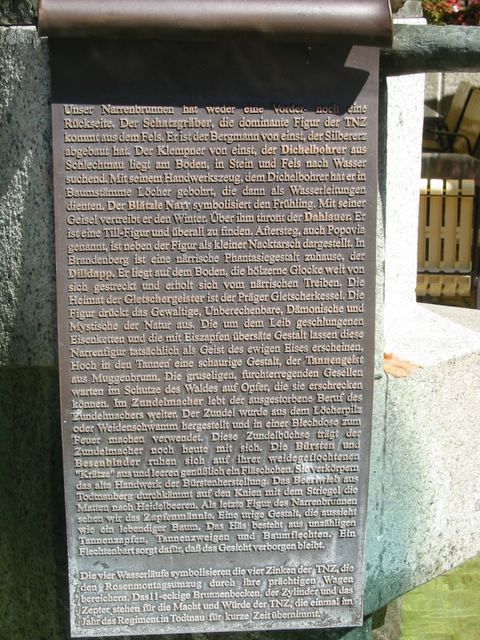 Unser Narrenbrunnen hat weder eine Vorder- noch eine
Rückseite. Der Schatzgräber, die dominante Figur der TNZ
kommt aus dem Fels. Er ist der Bergmann von einst, der Silbererz
abgebaut hat. Der Klempner von einst, der Dichelbohrer aus
Schlechtnau liegt am Boden, in Stein und Fels nach Wasser
suchend. Mit seinem Handwerkszeug, dem Dichelbohrer hat er in
Baumstämme Löcher gebohrt, die dann als Wasserleitungen
dienten. Der Blätzle Narr symbolisiert den Frühling. Mit seiner
Geisel vertreibt er den Winter. Über ihm thront der Dahlauer. Er
ist eine Till-Figur und überall zu finden. Aftersteg, auch Popovia
genannt, ist neben der Figur als kleiner Nacktarsch dargestellt. In
Brandenberg ist eine närrische Phantasiegestalt zuhause, der
Dilldapp. Er liegt auf dem Boden, die hölzerne Glocke weit von
sich gestreckt und erholt sich vom närrischen Treiben. Die
Heimat der Gletschergeister ist der Präger Gletscherkessel. Die
Figur drückt das Gewaltige, Unberechenbare, Dämonische und
Mystische der Natur aus. Die um dem Leib geschlungenen
Eisenketten und die mit Eiszapfen übersäte Gestalt lassen diese
Narrenfigur tatsächlich als Geist des ewigen Eises erscheinen.
Hoch in den Tannen eine schaurige Gestalt, der Tannengeist
aus Muggenbrunn. Die gruseligen, furchterregenden Gesellen
warten im Schutze des Waldes auf Opfer, die sie erschrecken
können. Im Zundelmacher lebt der ausgestorbene Beruf des
Zundelmachers weiter. Der Zundel wurde aus dem Löcherpilz
oder Weidenschwamm hergestellt und in einer Blechdose zum
Feuer machen verwendet. Diese Zundelbüchse trägt der
Zundelmacher noch heute mit sich. Die Bürsten und
Besenbinder ruhen sich auf ihrer weidegeflochtenen
"Krätze" aus und leeren genüßlich ein Fläschchen. Sie verkörpern
das alte Handwerk der Bürstenherstellung. Das Beeriwieb aus
Todtnauberg durchkämmt auf den Knien mit dem Striegel die
Matten nach Heidelbeeren. Als letzte Figur des Narrenbrunnen
sehen wir das Zapfenmännle. Eine urige Gestalt, die aussieht
wie ein lebendiger Baum. Das Häs besteht aus unzähligen
Tannenzapfen, Tannenzweigen und Baumflechten. Ein
Flechtenbart sorgt dafür, daß das Gesicht verborgen bleibt.
Die vier Wasserläufe symbolisieren die vier Zinken der TNZ, die
den Rosenmontagsumzug durch ihre prächtigen Wagen
bereichern. Das 11-eckige Brunnenbecken, der Zylinder und das
Zepter stehen für die Macht und Würde der TNZ, die einmal im
Jahr das Regiment in Todtnau für kurze Zeit übernimmt.